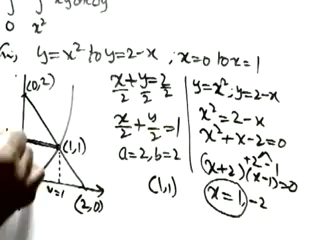 0 x²
y=x² to y=2-x ; x=0 to x=1
(0,2)
(1,1)
(2,0)
x/2 + y/2 = 2/2
x/2 + y/2 = 1
a=2, b=2
(1,1)
y=x² ; y=2-x
x² = 2-x
x²+x-2=0
+2 -1
(x+2)(x-1)=0
x=1,-2